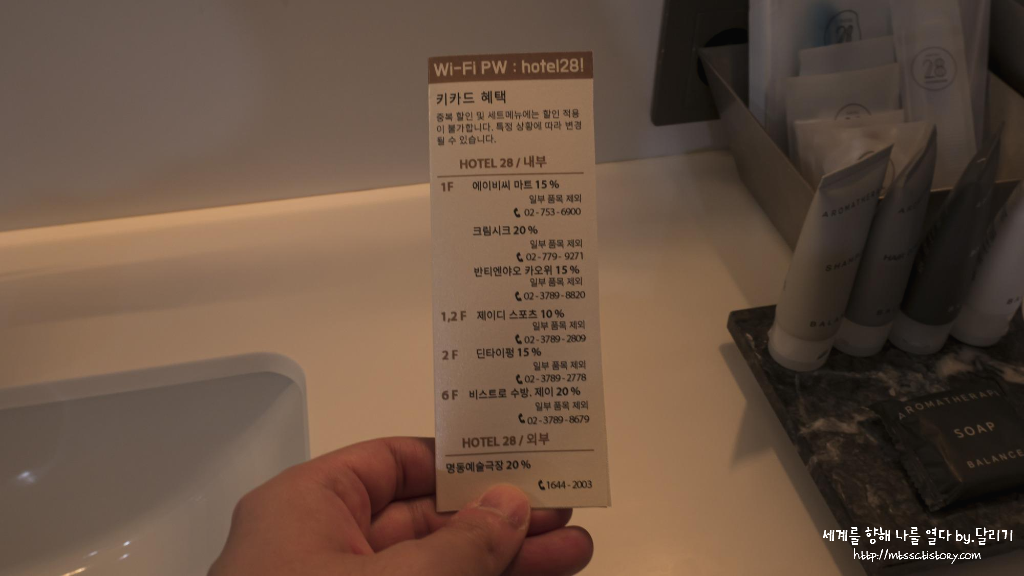 Wi-Fi PW : hotel28!
키카드 혜택
중복 할인 및 세트메뉴에는 할인 적용
이 불가합니다. 특정 상황에 따라 변경
될 수 있습니다.
HOTEL 28 / 내부
1F 에이비씨 마트 15 %
일부 품목 제외
02 - 753 - 6900
크림시크 20 %
일부 품목 제외
02 - 779 - 9271
반티엔야오 카오위 15 %
일부 품목 제외
02 - 3789 - 8820
1,2 F 제이디 스포츠 10 %
일부 품목 제외
02 - 3789 - 2809
2 F 딘타이펑 15 %
일부 품목 제외
02 - 3789 - 2778
6 F 비스트로 수방. 제이 20 %
일부 품목 제외
02 - 3789 - 8679
HOTEL 28 / 외부
명동예술극장 20 %
1644 - 2003
28
28
AROMATHERAPY
BALANCE
AROMATHERAPY
SOAP
BALANCE
세계를 향해 나를 열다 by.달리기
http://mtssc.tistory.com